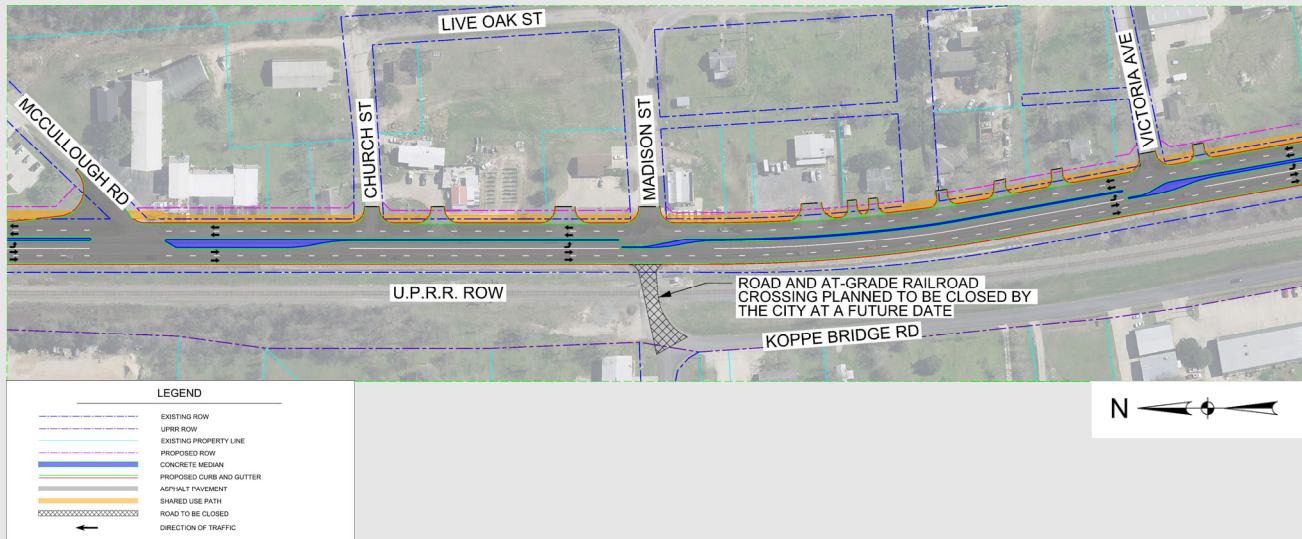 LIVE OAK ST
MCCULLOUGH RD
CHURCH ST
MADISON ST
VICTORIA AVE
U.P.R.R. ROW
ROAD AND AT-GRADE RAILROAD
CROSSING PLANNED TO BE CLOSED BY
THE CITY AT A FUTURE DATE
KOPPE BRIDGE RD
LEGEND
EXISTING ROW
UPRR ROW
EXISTING PROPERTY LINE
PROPOSED ROW
CONCRETE MEDIAN
PROPOSED CURB AND GUTTER
ASPHALT PAVEMENT
SHARED USE PATH
ROAD TO BE CLOSED
DIRECTION OF TRAFFIC
N